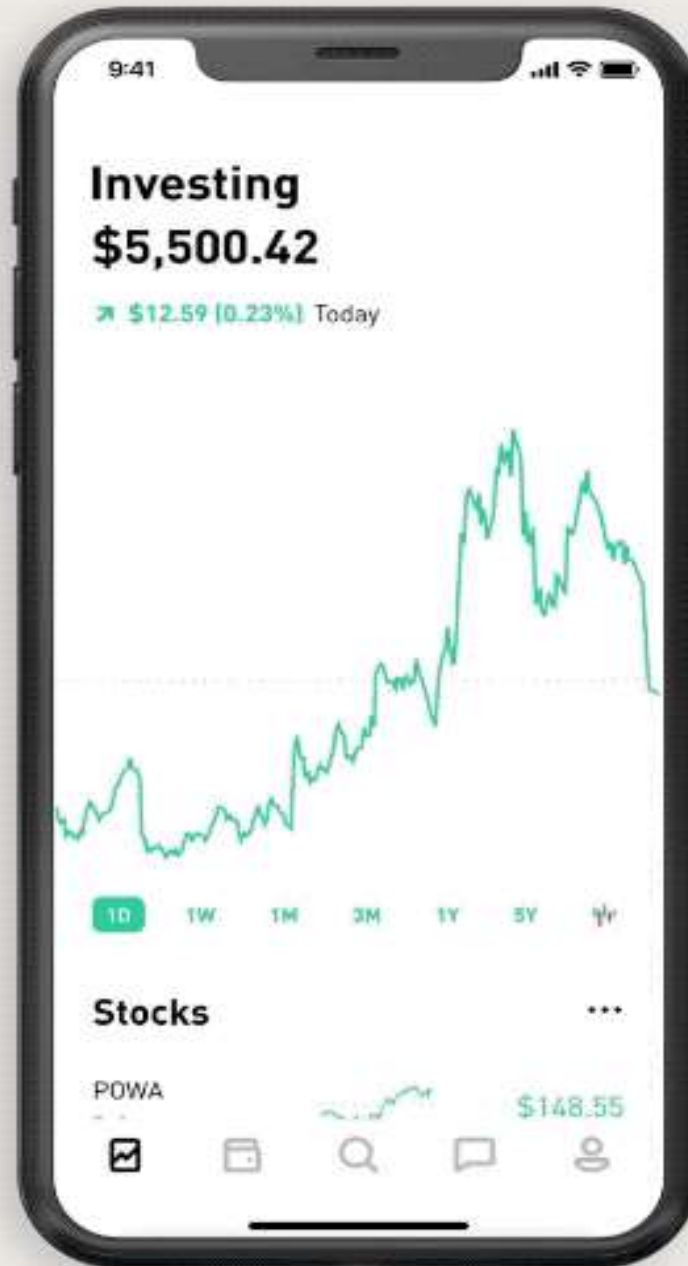 9:41
Investing
$5,500.42
$12.59 (0.23%) Today
1D 1W 1M 3M 1Y 5Y
Stocks
POWA $148.55